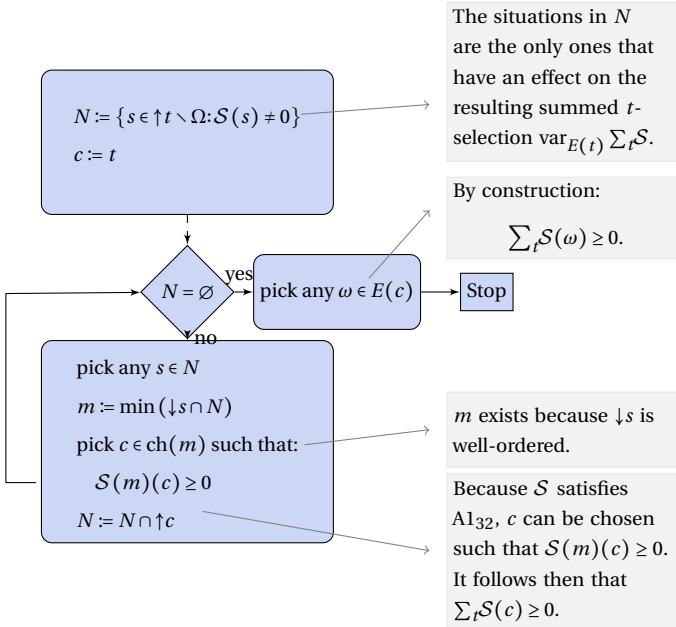 The situations in N
are the only ones that
have an effect on the
resulting summed t-
selection var_{E(t)} ∑_t 𝒮.
N := {s ∈ ↑t ∖ Ω: 𝒮(s) ≠ 0}
c := t
By construction:
∑_t 𝒮(ω) ≥ 0.
N = ∅
yes
pick any ω ∈ E(c)
Stop
no
pick any s ∈ N
m := min (↓s ∩ N)
pick c ∈ ch(m) such that:
𝒮(m)(c) ≥ 0
N := N ∩ ↑c
m exists because ↓s is
well-ordered.
Because 𝒮 satisfies
A1₃₂, c can be chosen
such that 𝒮(m)(c) ≥ 0.
It follows then that
∑_t 𝒮(c) ≥ 0.